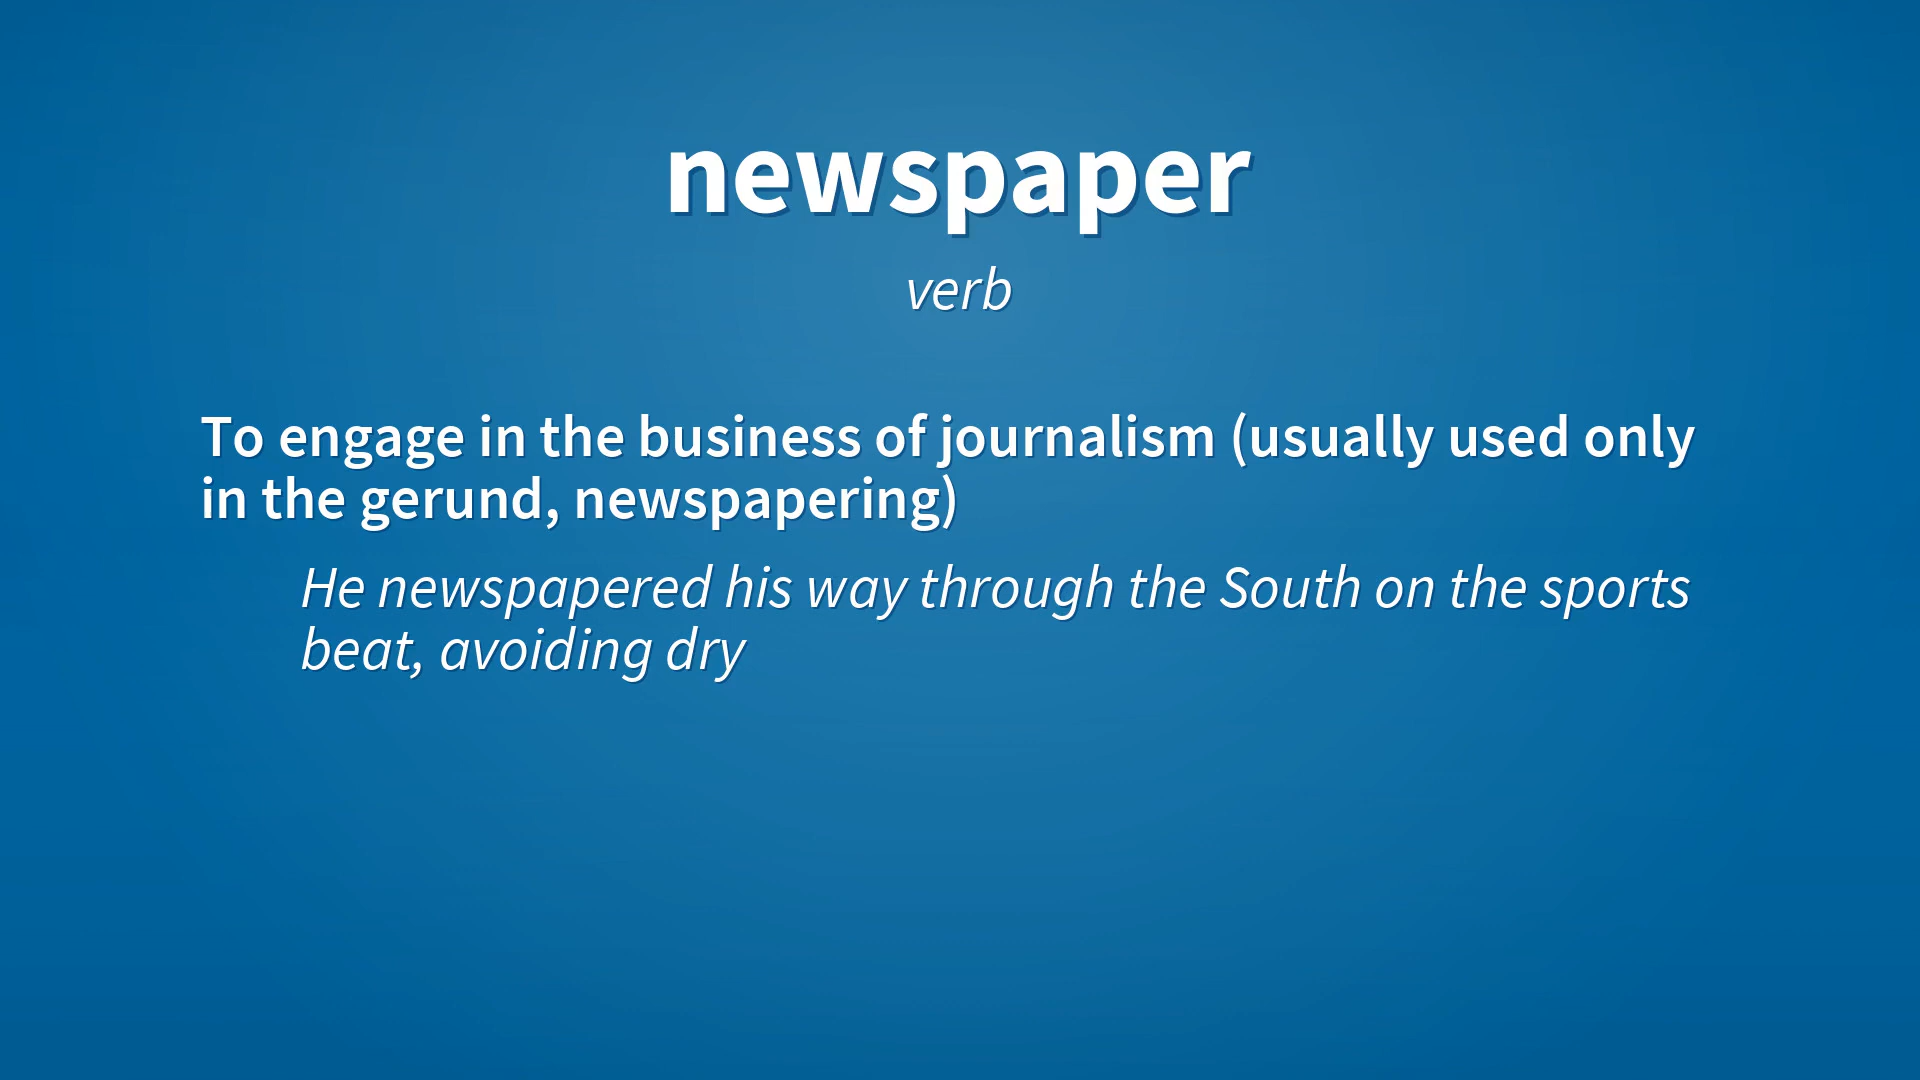 newspaper
verb
To engage in the business of journalism (usually used only
in the gerund, newspapering)
He newspapered his way through the South on the sports
beat, avoiding dry